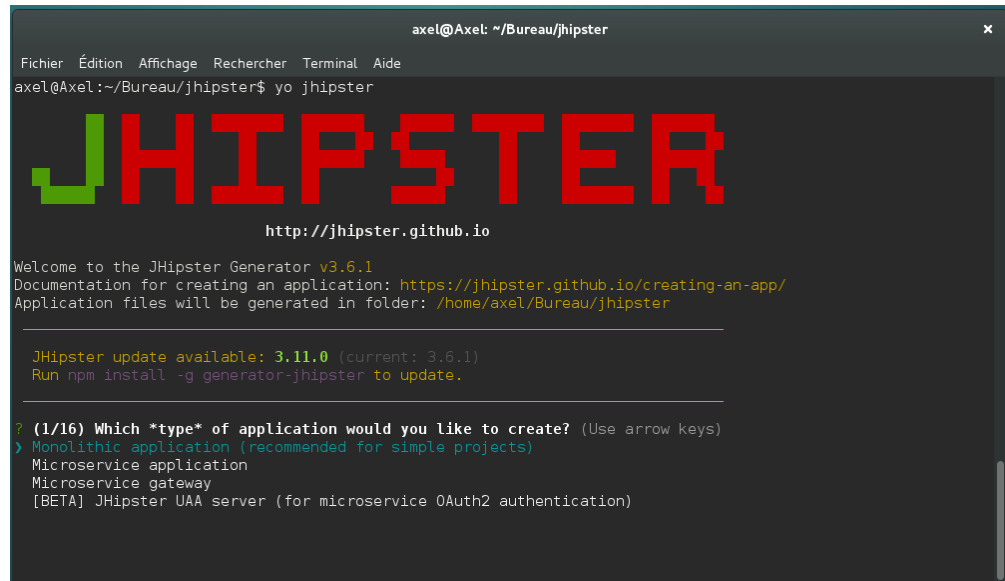 axel@Axel: ~/Bureau/jhipster
Fichier Édition Affichage Rechercher Terminal Aide
axel@Axel:~/Bureau/jhipster$ yo jhipster
JHIPSTER
http://jhipster.github.io
Welcome to the JHipster Generator v3.6.1
Documentation for creating an application: https://jhipster.github.io/creating-an-app/
Application files will be generated in folder: /home/axel/Bureau/jhipster
JHipster update available: 3.11.0 (current: 3.6.1)
Run npm install -g generator-jhipster to update.
? (1/16) Which *type* of application would you like to create? (Use arrow keys)
❯ Monolithic application (recommended for simple projects)
Microservice application
Microservice gateway
[BETA] JHipster UAA server (for microservice OAuth2 authentication)